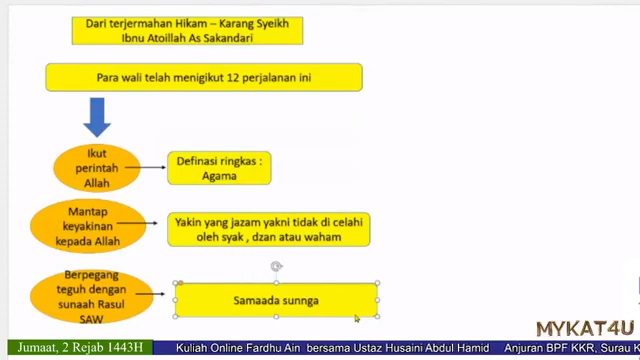 Dari terjermahan Hikam – Karang Syeikh
Ibnu Atoillah As Sakandari
Para wali telah menigikut 12 perjalanan ini
Ikut
perintah
Allah
Definasi ringkas :
Agama
Mantap
keyakinan
kepada Allah
Yakin yang jazam yakni tidak di celahi
oleh syak , dzan atau waham
Berpegang
teguh dengan
sunaah Rasul
SAW
Samaada sunnga
MYKAT4U
Jumaat, 2 Rejab 1443H
Kuliah Online Fardhu Ain bersama Ustaz Husaini Abdul Hamid
Anjuran BPF KKR, Surau K